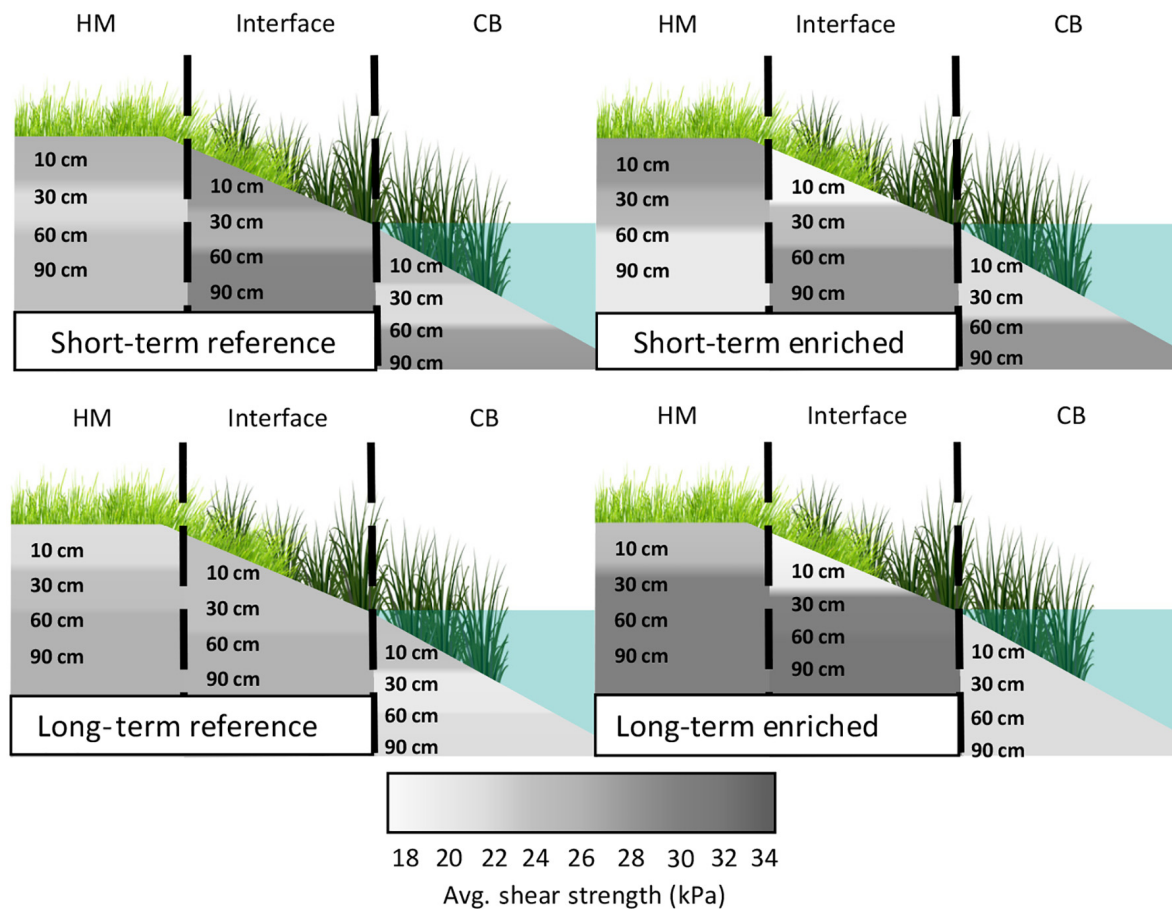 HM Interface CB
10 cm
30 cm
60 cm
90 cm
10 cm
30 cm
60 cm
90 cm
10 cm
30 cm
60 cm
90 cm
Short-term reference
HM Interface CB
10 cm
30 cm
60 cm
90 cm
10 cm
30 cm
60 cm
90 cm
10 cm
30 cm
60 cm
90 cm
Short-term enriched
HM Interface CB
10 cm
30 cm
60 cm
90 cm
10 cm
30 cm
60 cm
90 cm
10 cm
30 cm
60 cm
90 cm
Long-term reference
HM Interface CB
10 cm
30 cm
60 cm
90 cm
10 cm
30 cm
60 cm
90 cm
10 cm
30 cm
60 cm
90 cm
Long-term enriched
18 20 22 24 26 28 30 32 34
Avg. shear strength (kPa)